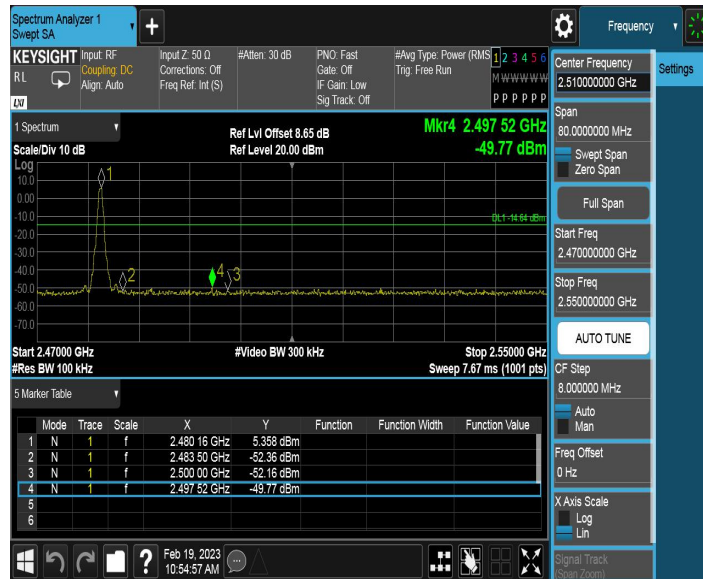 Spectrum Analyzer 1
Swept SA
+
Frequency
KEYSIGHT
RL
LXI
Input: RF
Coupling: DC
Align: Auto
Input Z: 50 Ω
Corrections: Off
Freq Ref: Int (S)
#Atten: 30 dB
PNO: Fast
Gate: Off
IF Gain: Low
Sig Track: Off
#Avg Type: Power (RMS
Trig: Free Run
1 2 3 4 5 6
M W W W W W
P P P P P P
1 Spectrum
Scale/Div 10 dB
Ref Lvl Offset 8.65 dB
Ref Level 20.00 dBm
Mkr4 2.497 52 GHz
-49.77 dBm
Log
10.0
0.00
-10.0
-20.0
-30.0
-40.0
-50.0
-60.0
-70.0
1
2
4
3
DL1 -14.64 dBm
Start 2.47000 GHz
#Video BW 300 kHz
Stop 2.55000 GHz
#Res BW 100 kHz
Sweep 7.67 ms (1001 pts)
5 Marker Table
Mode Trace Scale X Y Function Function Width Function Value
1 N 1 f 2.480 16 GHz 5.358 dBm
2 N 1 f 2.483 50 GHz -52.36 dBm
3 N 1 f 2.500 00 GHz -52.16 dBm
4 N 1 f 2.497 52 GHz -49.77 dBm
5
6
?
Feb 19, 2023
10:54:57 AM
Center Frequency
2.510000000 GHz
Settings
Span
80.0000000 MHz
Swept Span
Zero Span
Full Span
Start Freq
2.470000000 GHz
Stop Freq
2.550000000 GHz
AUTO TUNE
CF Step
8.000000 MHz
Auto
Man
Freq Offset
0 Hz
X Axis Scale
Log
Lin
Signal Track
(Span Zoom)